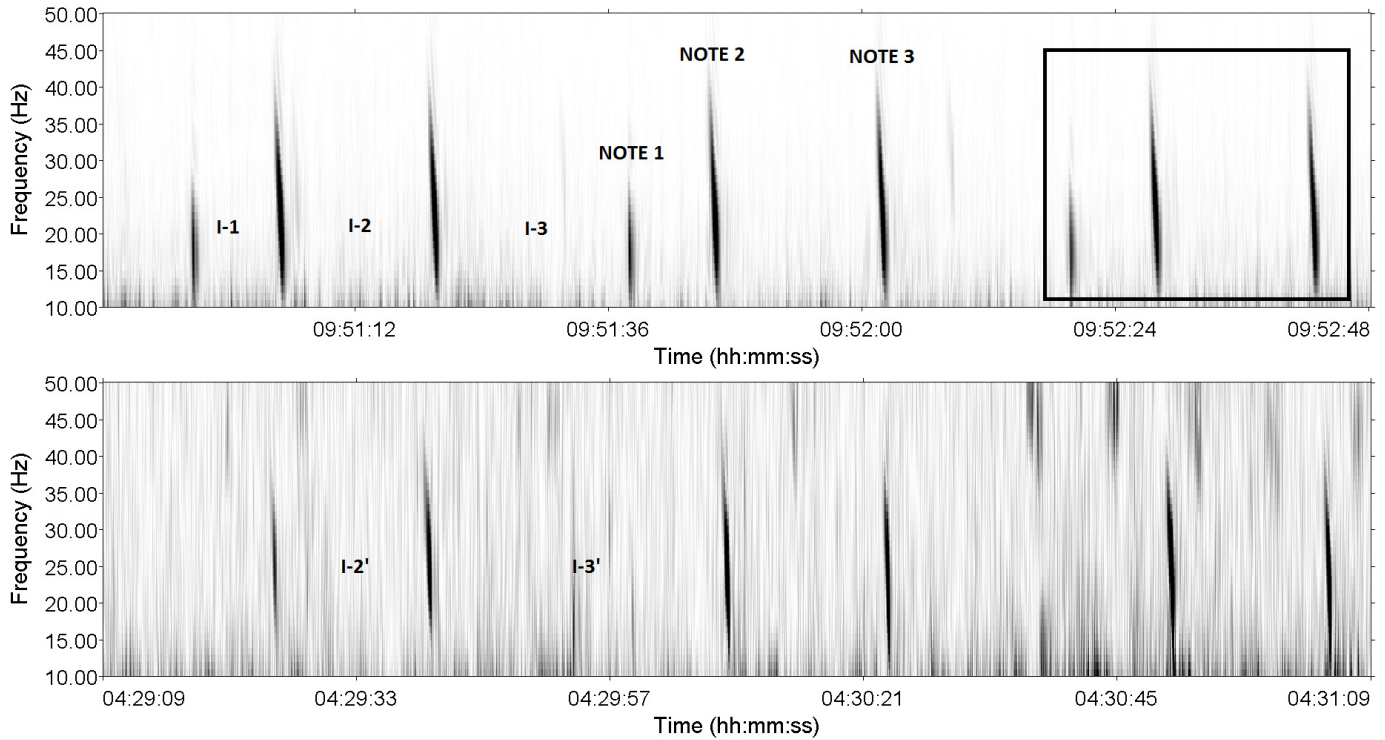 50.00
45.00
40.00
35.00
30.00
25.00
20.00
15.00
10.00
Frequency (Hz)
NOTE 2
NOTE 3
NOTE 1
I-1
I-2
I-3
09:51:12
09:51:36
09:52:00
09:52:24
09:52:48
Time (hh:mm:ss)
50.00
45.00
40.00
35.00
30.00
25.00
20.00
15.00
10.00
Frequency (Hz)
I-2'
I-3'
04:29:09
04:29:33
04:29:57
04:30:21
04:30:45
04:31:09
Time (hh:mm:ss)